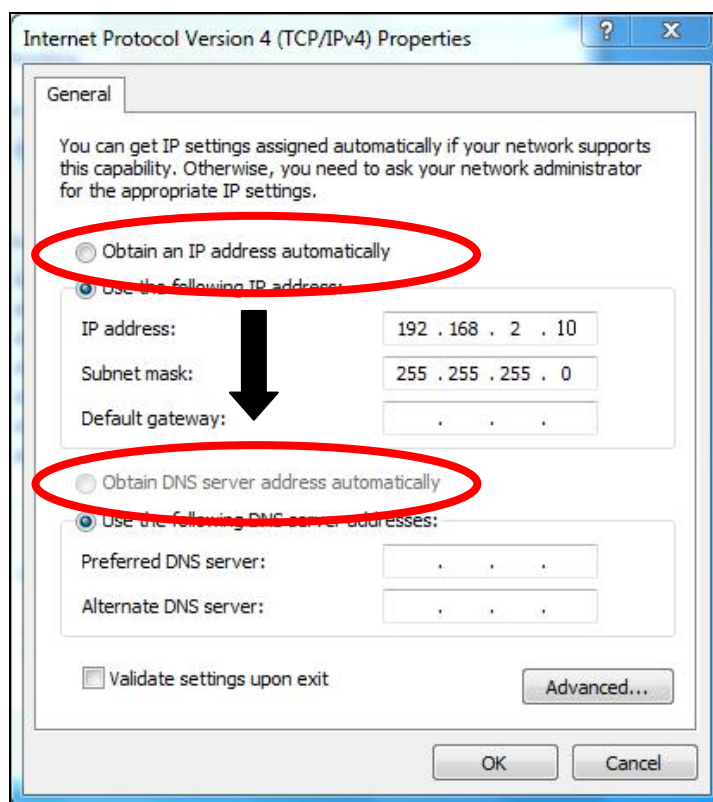 Internet Protocol Version 4 (TCP/IPv4) Properties
?
X
General
You can get IP settings assigned automatically if your network supports
this capability. Otherwise, you need to ask your network administrator
for the appropriate IP settings.
Obtain an IP address automatically
Use the following IP address:
IP address: 192 . 168 . 2 . 10
Subnet mask: 255 . 255 . 255 . 0
Default gateway: . . .
Obtain DNS server address automatically
Use the following DNS server addresses:
Preferred DNS server: . . .
Alternate DNS server: . . .
Validate settings upon exit
Advanced...
OK Cancel